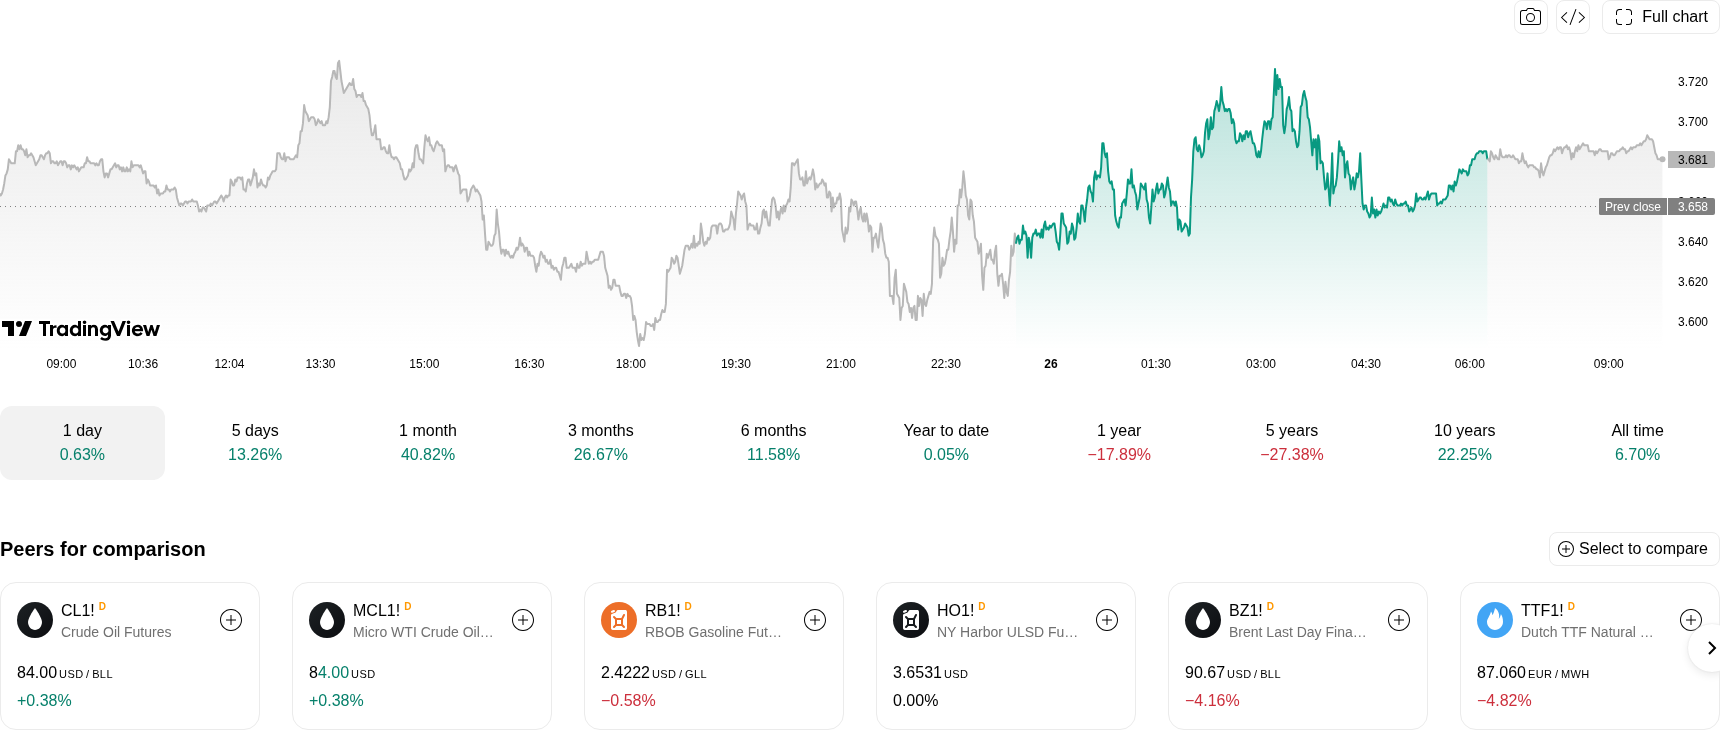 Full chart
3.720
3.700
3.681
Prev close 3.658
3.640
3.620
3.600
TradingView
09:00 10:36 12:04 13:30 15:00 16:30 18:00 19:30 21:00 22:30 26 01:30 03:00 04:30 06:00 09:00
1 day 5 days 1 month 3 months 6 months Year to date 1 year 5 years 10 years All time
0.63% 13.26% 40.82% 26.67% 11.58% 0.05% −17.89% −27.38% 22.25% 6.70%
Peers for comparison
Select to compare
CL1! D
Crude Oil Futures
84.00 USD / BLL
+0.38%
MCL1! D
Micro WTI Crude Oil…
84.00 USD
+0.38%
RB1! D
RBOB Gasoline Fut…
2.4222 USD / GLL
−0.58%
HO1! D
NY Harbor ULSD Fu…
3.6531 USD
0.00%
BZ1! D
Brent Last Day Fina…
90.67 USD / BLL
−4.16%
TTF1! D
Dutch TTF Natural …
87.060 EUR / MWH
−4.82%